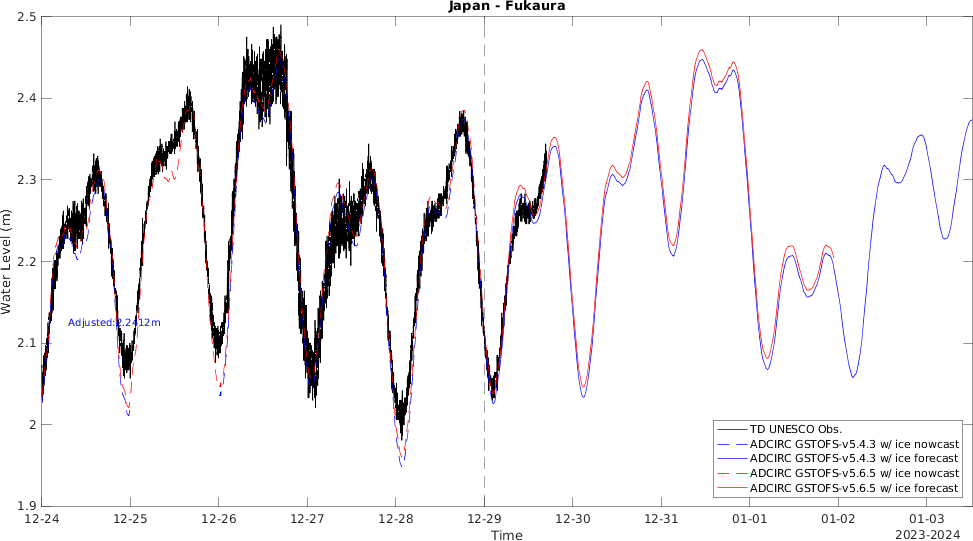 Japan - Fukaura
2.5
2.4
2.3
2.2
2.1
2
1.9
Water Level (m)
Adjusted:2.2412m
TD UNESCO Obs.
ADCIRC GSTOFS-v5.4.3 w/ ice nowcast
ADCIRC GSTOFS-v5.4.3 w/ ice forecast
ADCIRC GSTOFS-v5.6.5 w/ ice nowcast
ADCIRC GSTOFS-v5.6.5 w/ ice forecast
12-24 12-25 12-26 12-27 12-28 12-29 12-30 12-31 01-01 01-02 01-03
Time
2023-2024